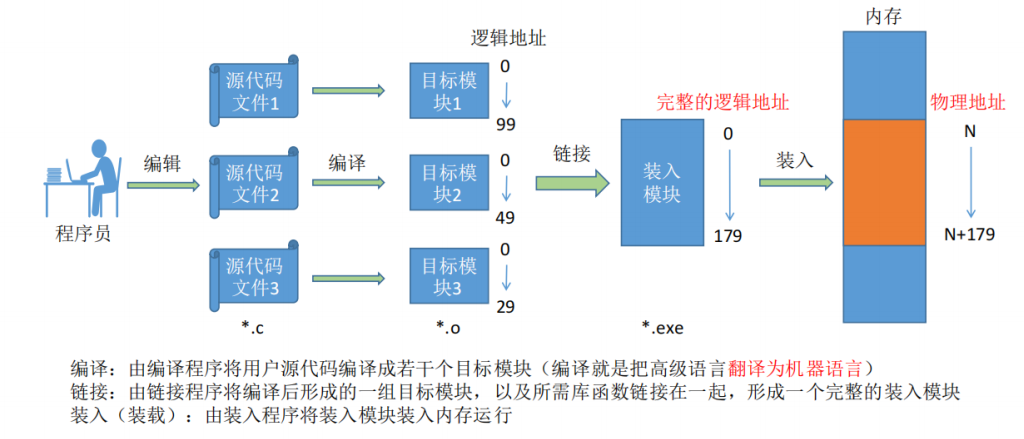 内存
逻辑地址
源代码
文件1
目标模
块1
0
99
完整的逻辑地址
物理地址
程序员
编辑
源代码
文件2
编译
目标模
块2
0
49
链接
装入
模块
0
179
装入
N
N+179
源代码
文件3
目标模
块3
0
29
*.c
*.o
*.exe
编译：由编译程序将用户源代码编译成若干个目标模块（编译就是把高级语言翻译为机器语言）
链接：由链接程序将编译后形成的一组目标模块，以及所需库函数链接在一起，形成一个完整的装入模块
装入（装载）：由装入程序将装入模块装入内存运行